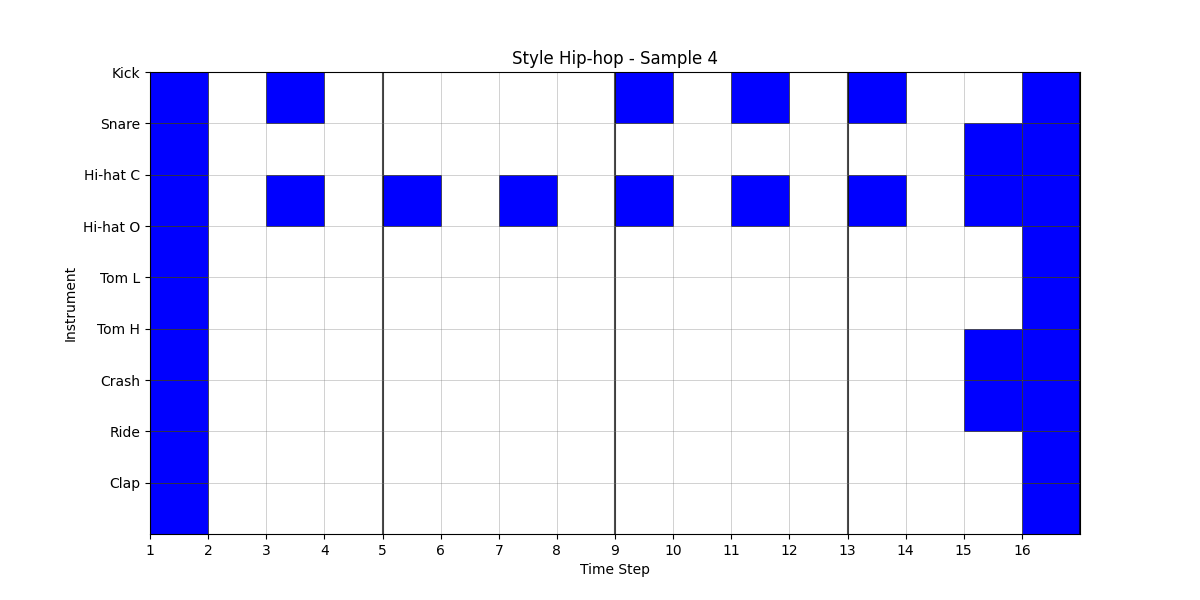 Style Hip-hop - Sample 4
Kick
Snare
Hi-hat C
Hi-hat O
Tom L
Tom H
Crash
Ride
Clap
Instrument
1 2 3 4 5 6 7 8 9 10 11 12 13 14 15 16
Time Step